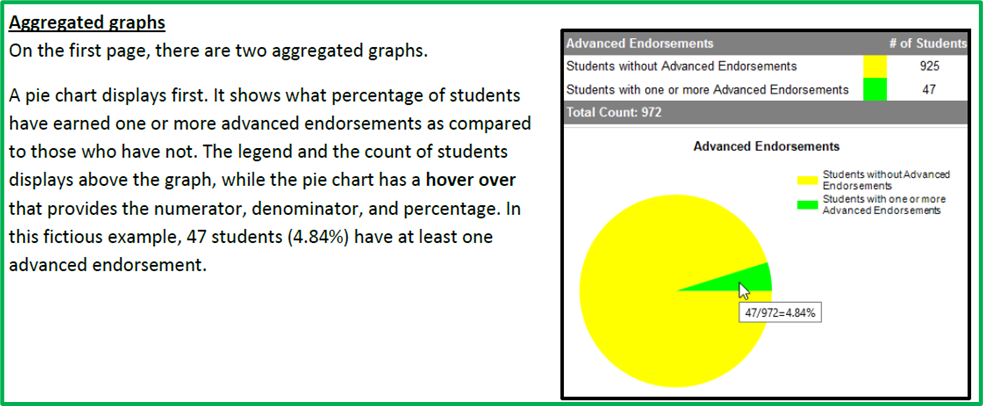 Aggregated graphs
On the first page, there are two aggregated graphs.
A pie chart displays first. It shows what percentage of students
have earned one or more advanced endorsements as compared
to those who have not. The legend and the count of students
displays above the graph, while the pie chart has a hover over
that provides the numerator, denominator, and percentage. In
this fictious example, 47 students (4.84%) have at least one
advanced endorsement.
Advanced Endorsements # of Students
Students without Advanced Endorsements 925
Students with one or more Advanced Endorsements 47
Total Count: 972
Advanced Endorsements
Students without Advanced
Endorsements
Students with one or more
Advanced Endorsements
47/972=4.84%